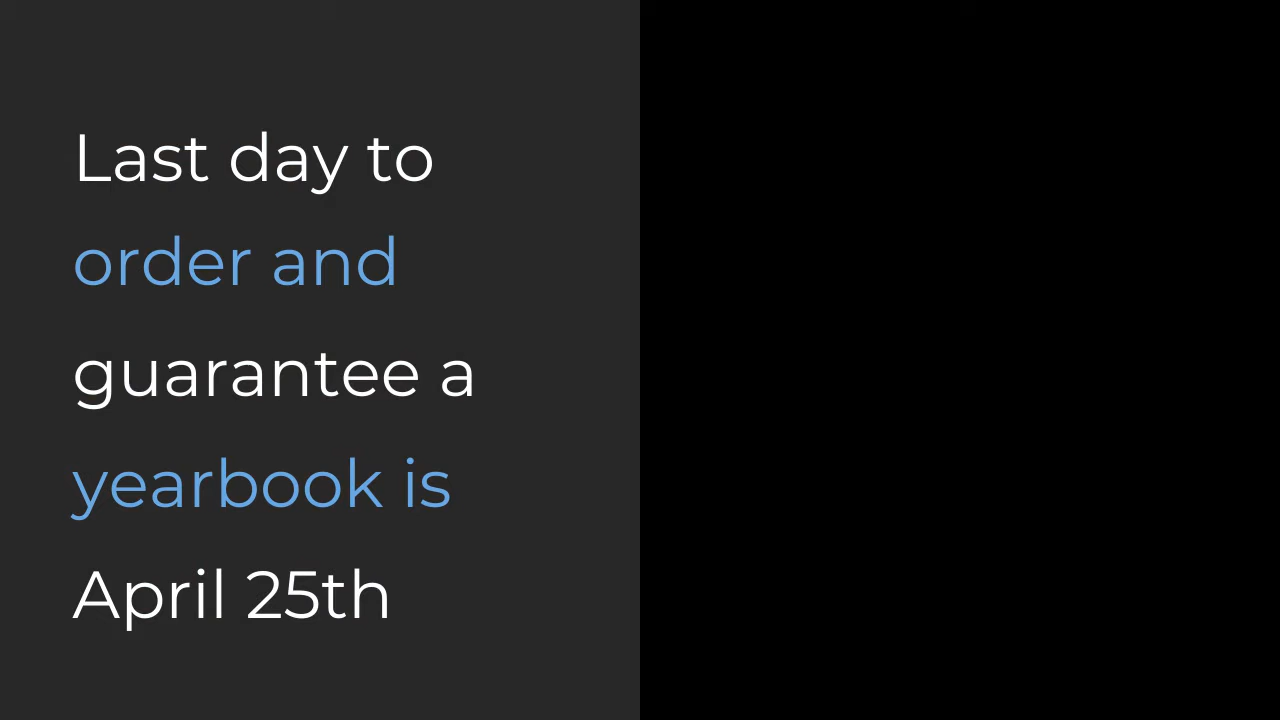 Last day to
order and
guarantee a
yearbook is
April 25th